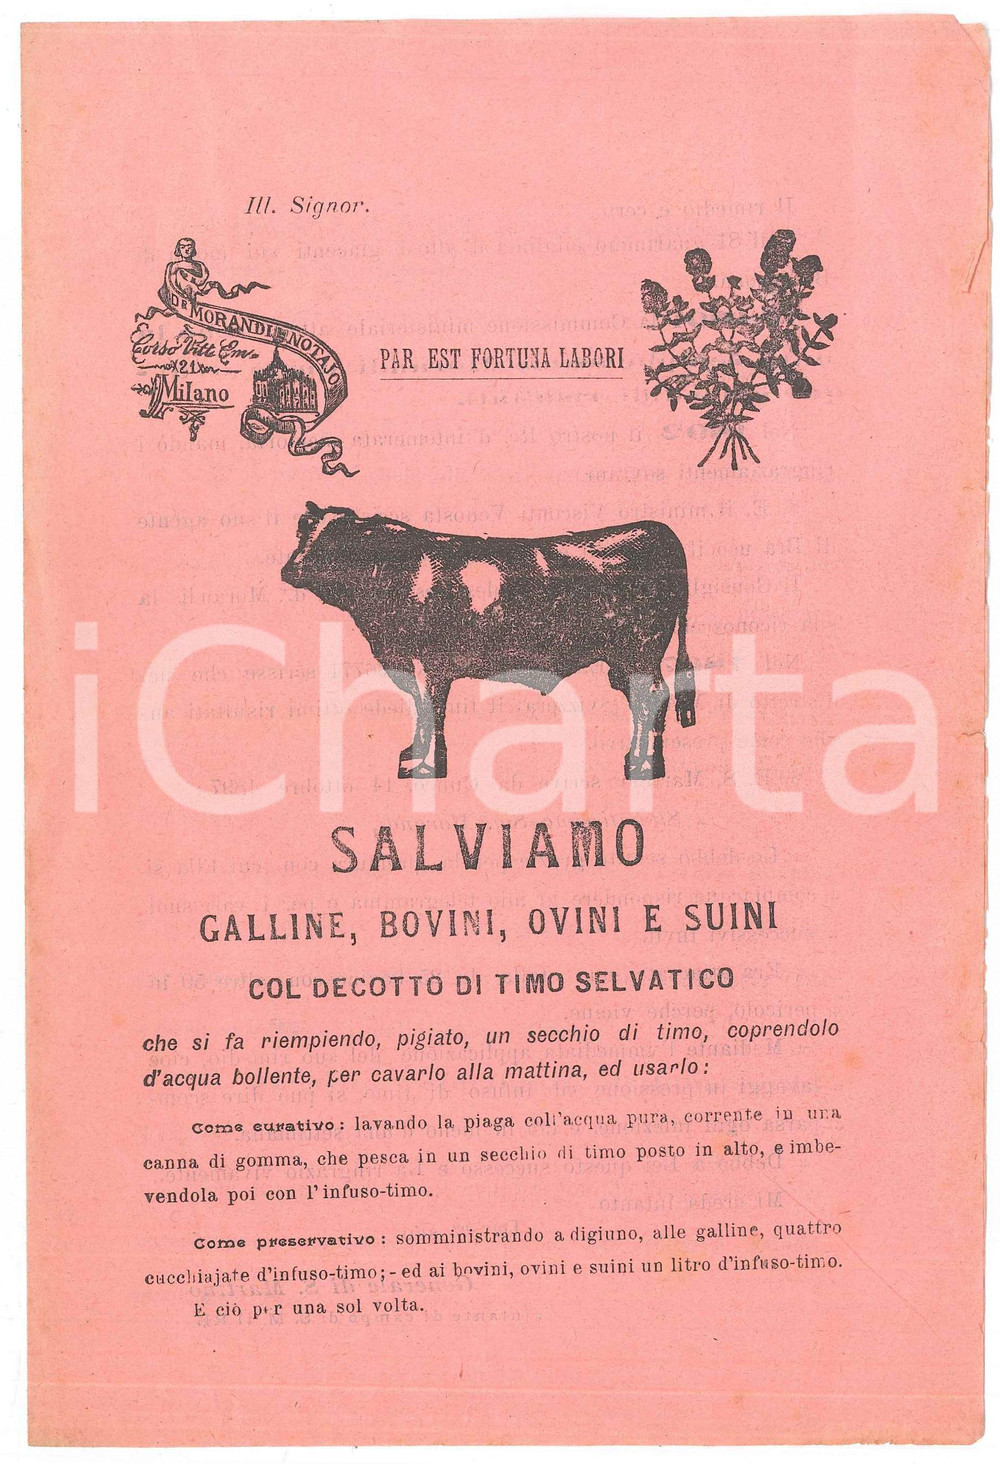 Ill. Signor.
DR MORANDI NOTAJO
Corso Vitt Em.
21
Milano
PAR EST FORTUNA LABORI
iCharta
SALVIAMO
GALLINE, BOVINI, OVINI E SUINI
COL DECOTTO DI TIMO SELVATICO
che si fa riempiendo, pigiato, un secchio di timo, coprendolo
d'acqua bollente, per cavarlo alla mattina, ed usarlo:
Come curativo: lavando la piaga coll'acqua pura, corrente in una
canna di gomma, che pesca in un secchio di timo posto in alto, e imbe-
vendola poi con l'infuso-timo.
Come preservativo: somministrando a digiuno, alle galline, quattro
cucchiajate d'infuso-timo; - ed ai bovini, ovini e suini un litro d'infuso-timo.
E ciò per una sol volta.